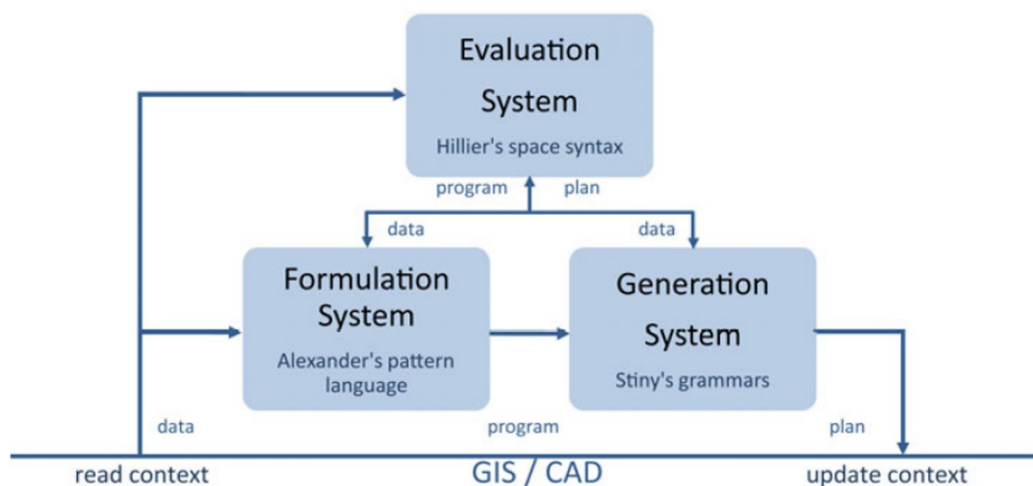 Evaluation
System
Hillier's space syntax
program plan
data data
Formulation
System
Alexander's pattern
language
Generation
System
Stiny's grammars
data program plan
read context GIS / CAD update context